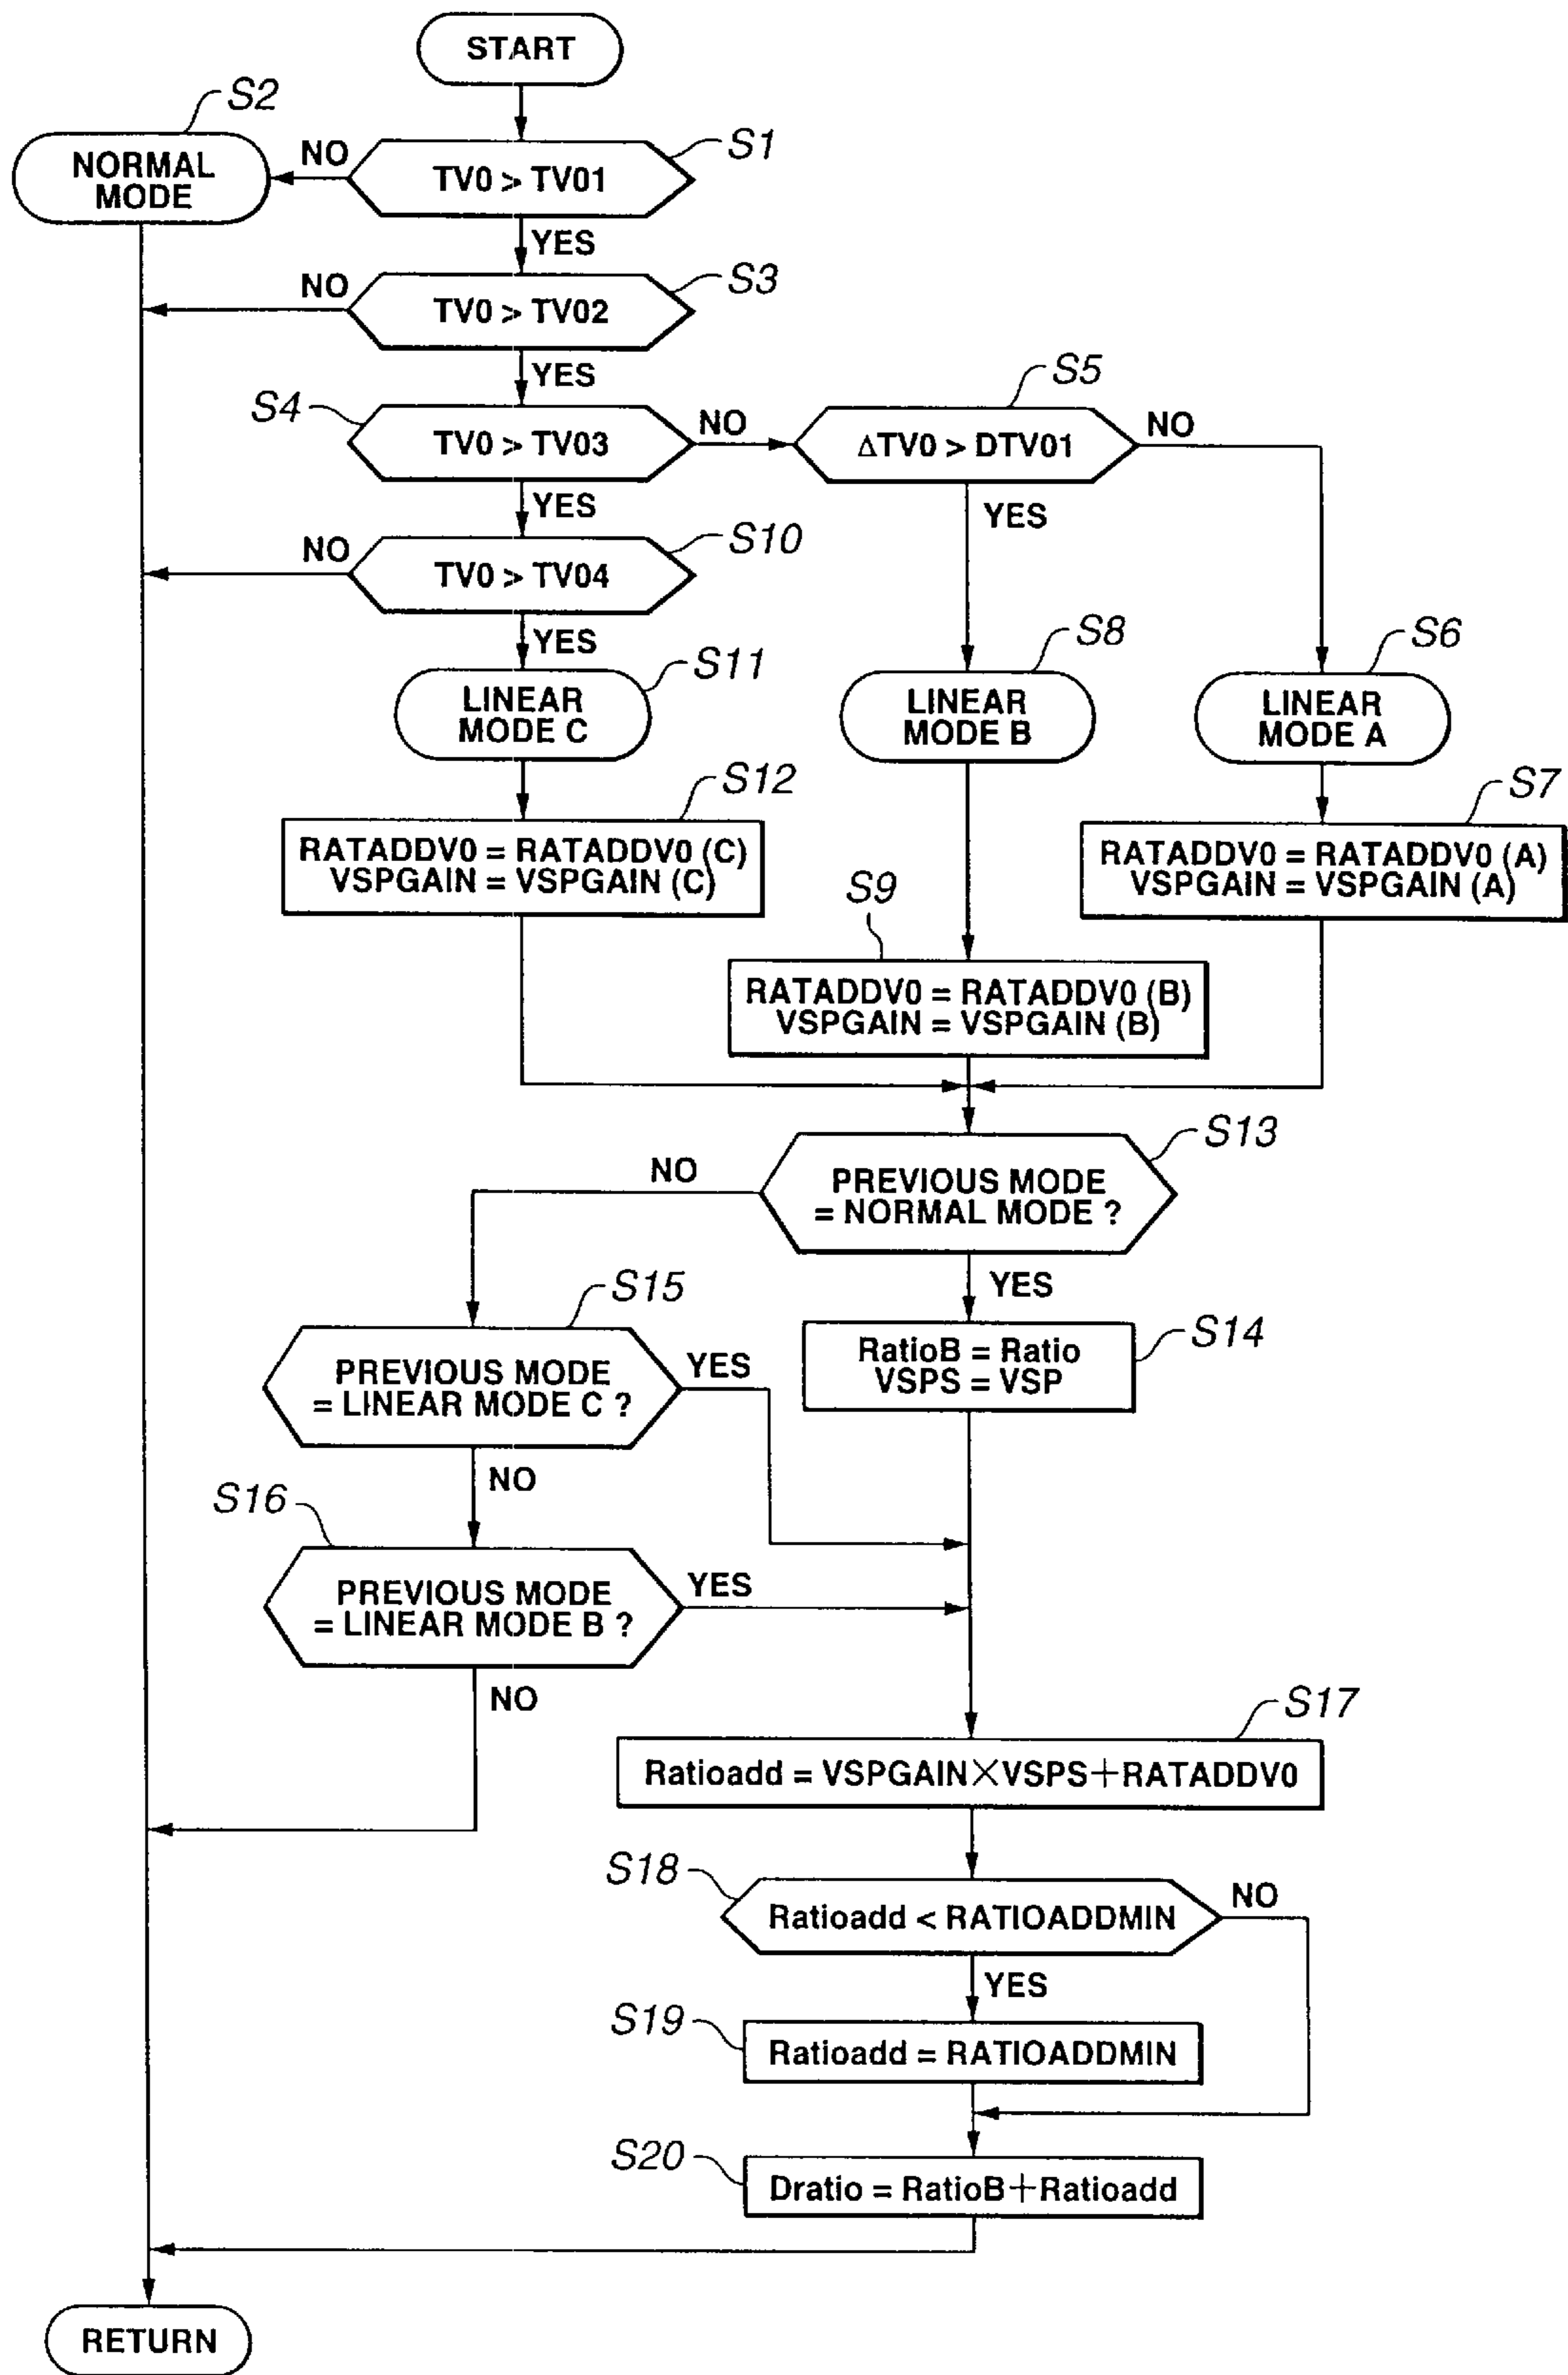 START
S2
NORMAL
MODE
NO
S1
TV0 > TV01
YES
NO
S3
TV0 > TV02
YES
S4
TV0 > TV03
NO
S5
ΔTV0 > DTV01
NO
YES
YES
NO
S10
TV0 > TV04
YES
S11
LINEAR
MODE C
S8
LINEAR
MODE B
S6
LINEAR
MODE A
S12
RATADDV0 = RATADDV0 (C)
VSPGAIN = VSPGAIN (C)
S7
RATADDV0 = RATADDV0 (A)
VSPGAIN = VSPGAIN (A)
S9
RATADDV0 = RATADDV0 (B)
VSPGAIN = VSPGAIN (B)
S13
NO
PREVIOUS MODE
= NORMAL MODE ?
YES
S15
PREVIOUS MODE
= LINEAR MODE C ?
YES
S14
RatioB = Ratio
VSPS = VSP
NO
S16
PREVIOUS MODE
= LINEAR MODE B ?
YES
NO
S17
Ratioadd = VSPGAIN×VSPS+RATADDV0
S18
Ratioadd < RATIOADDMIN
NO
YES
S19
Ratioadd = RATIOADDMIN
S20
Dratio = RatioB+Ratioadd
RETURN